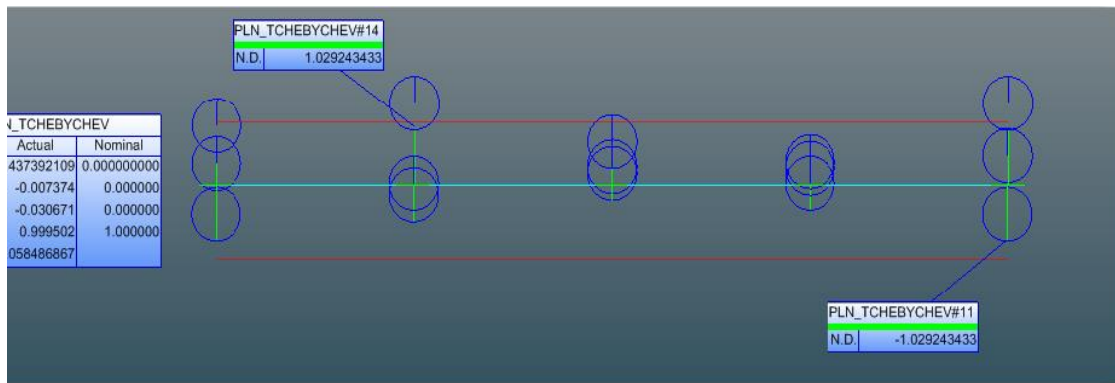 PLN_TCHEBYCHEV#14
N.D. 1.029243433
N_TCHEBYCHEV
Actual Nominal
437392109 0.000000000
-0.007374 0.000000
-0.030671 0.000000
0.999502 1.000000
058486867
PLN_TCHEBYCHEV#11
N.D. -1.029243433